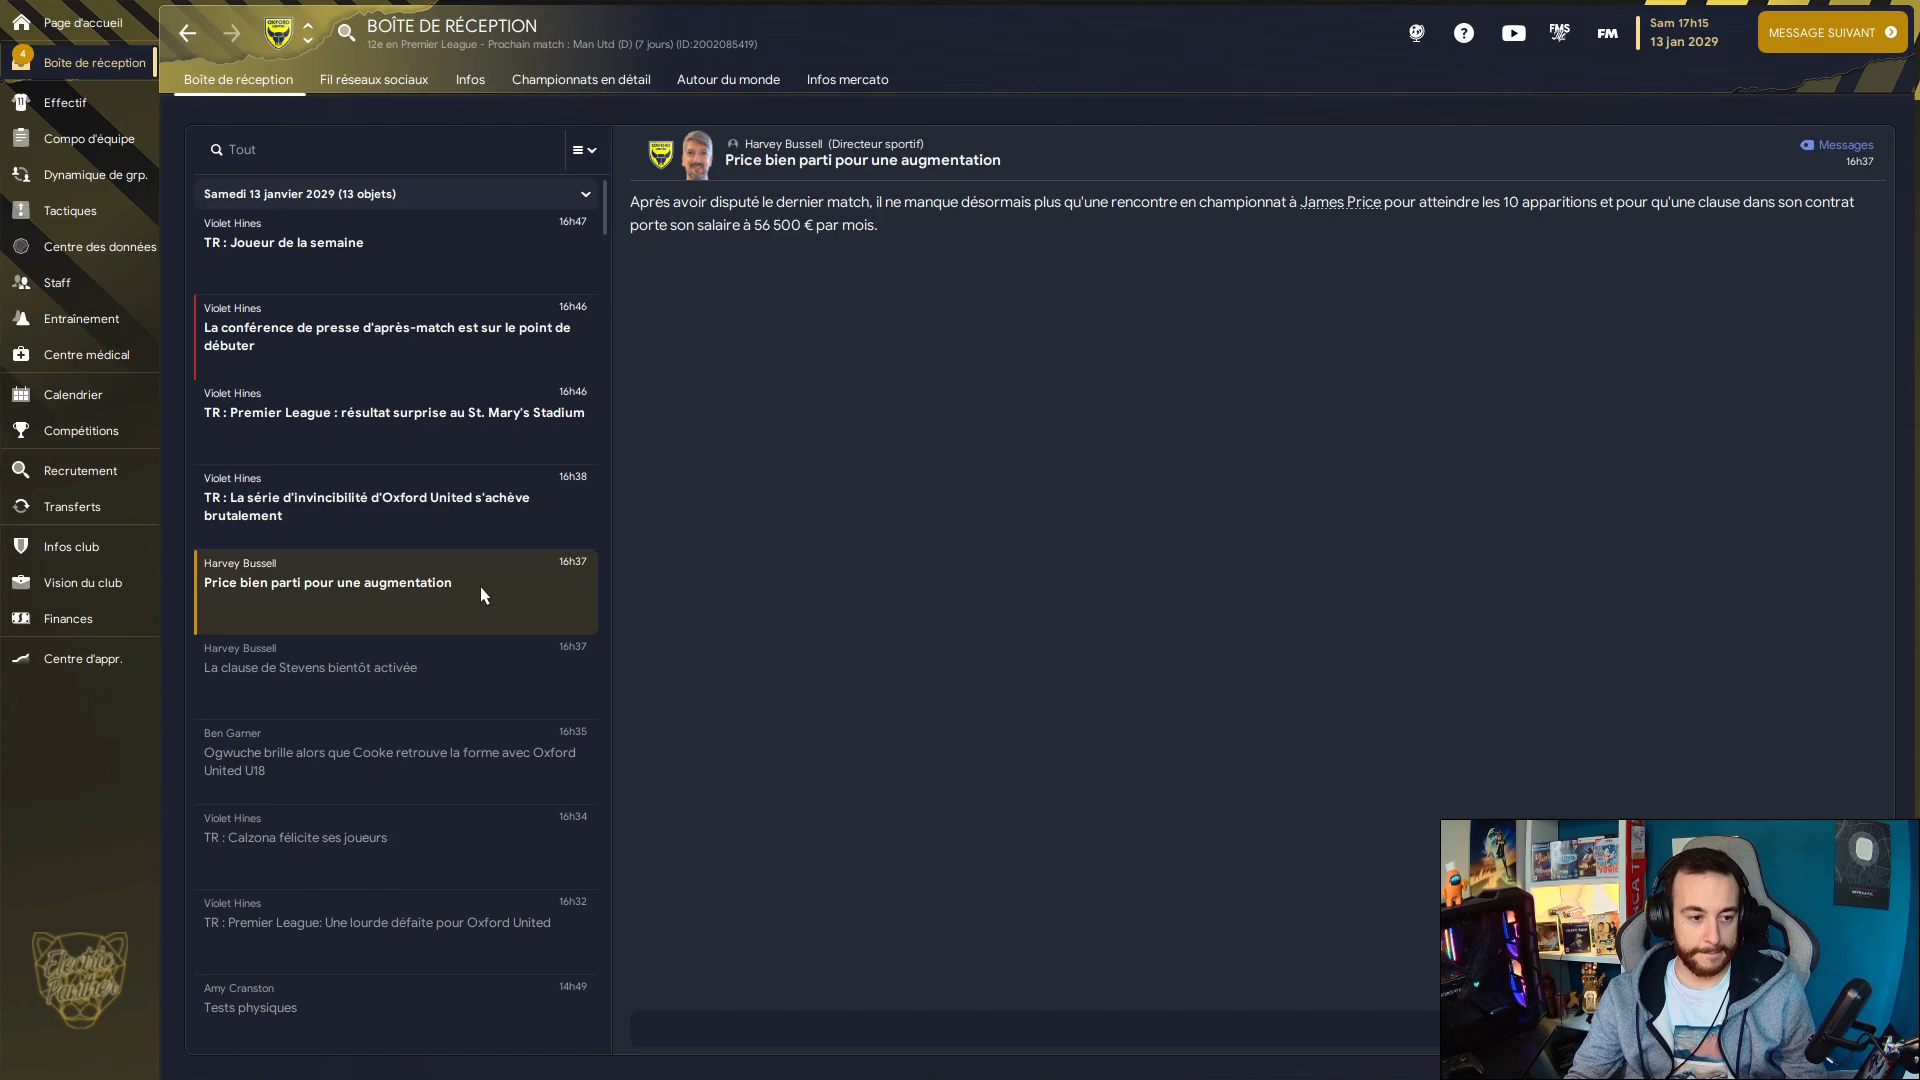 Page d'accueil
4
Boîte de réception
Effectif
Compo d'équipe
Dynamique de grp.
Tactiques
Centre des données
Staff
Entraînement
Centre médical
Calendrier
Compétitions
Recrutement
Transferts
Infos club
Vision du club
Finances
Centre d'appr.
Electric
Panther
BOÎTE DE RÉCEPTION
12e en Premier League - Prochain match : Man Utd (D) (7 jours) (ID:2002085419)
FMS
FM
Sam 17h15
13 jan 2029
MESSAGE SUIVANT
Boîte de réception
Fil réseaux sociaux
Infos
Championnats en détail
Autour du monde
Infos mercato
Tout
Samedi 13 janvier 2029 (13 objets)
Violet Hines 16h47
TR : Joueur de la semaine
Violet Hines 16h46
La conférence de presse d'après-match est sur le point de
débuter
Violet Hines 16h46
TR : Premier League : résultat surprise au St. Mary's Stadium
Violet Hines 16h38
TR : La série d'invincibilité d'Oxford United s'achève
brutalement
Harvey Bussell 16h37
Price bien parti pour une augmentation
Harvey Bussell 16h37
La clause de Stevens bientôt activée
Ben Garner 16h35
Ogwuche brille alors que Cooke retrouve la forme avec Oxford
United U18
Violet Hines 16h34
TR : Calzona félicite ses joueurs
Violet Hines 16h32
TR : Premier League: Une lourde défaite pour Oxford United
Amy Cranston 14h49
Tests physiques
Harvey Bussell (Directeur sportif)
Price bien parti pour une augmentation
Messages
16h37
Après avoir disputé le dernier match, il ne manque désormais plus qu'une rencontre en championnat à James Price pour atteindre les 10 apparitions et pour qu'une clause dans son contrat
porte son salaire à 56 500 € par mois.